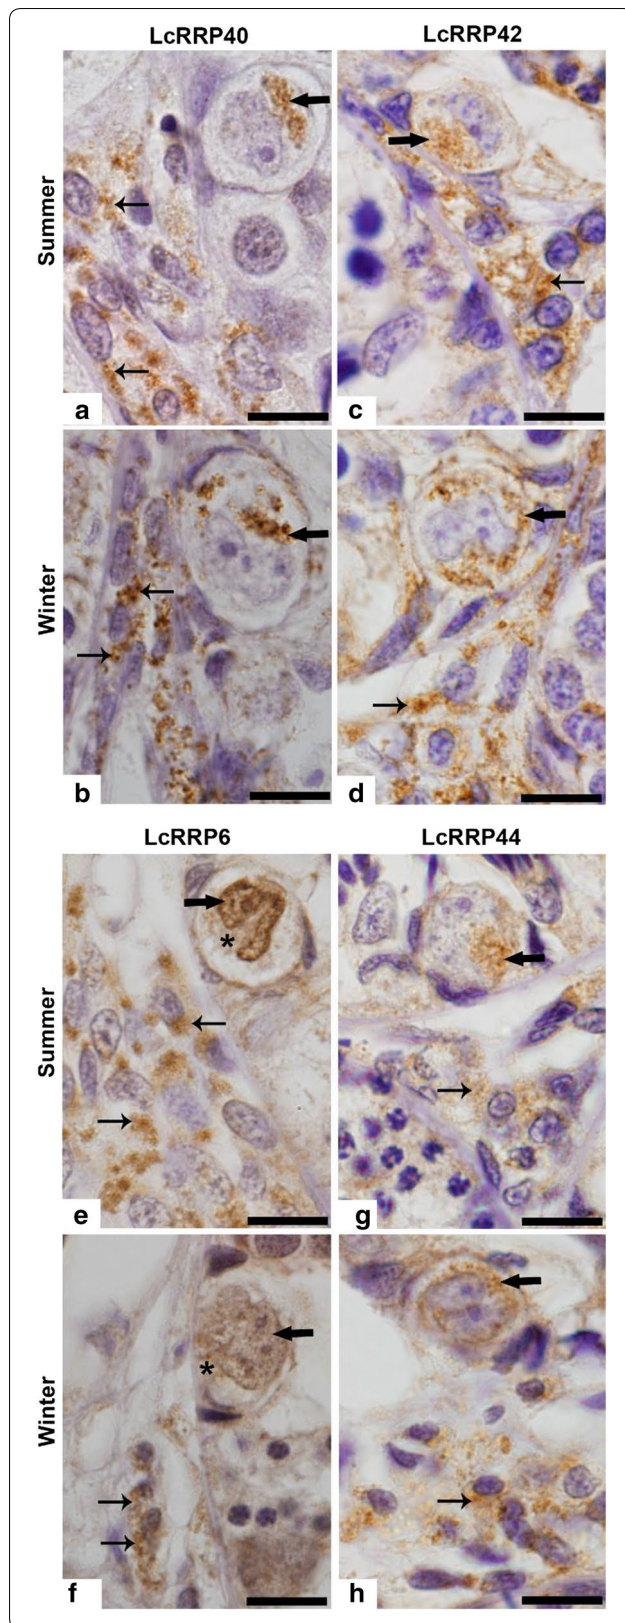 LcRRP40 LcRRP42
Summer
a c
Winter
b d
LcRRP6 LcRRP44
Summer
* 
e g
Winter
*
f h